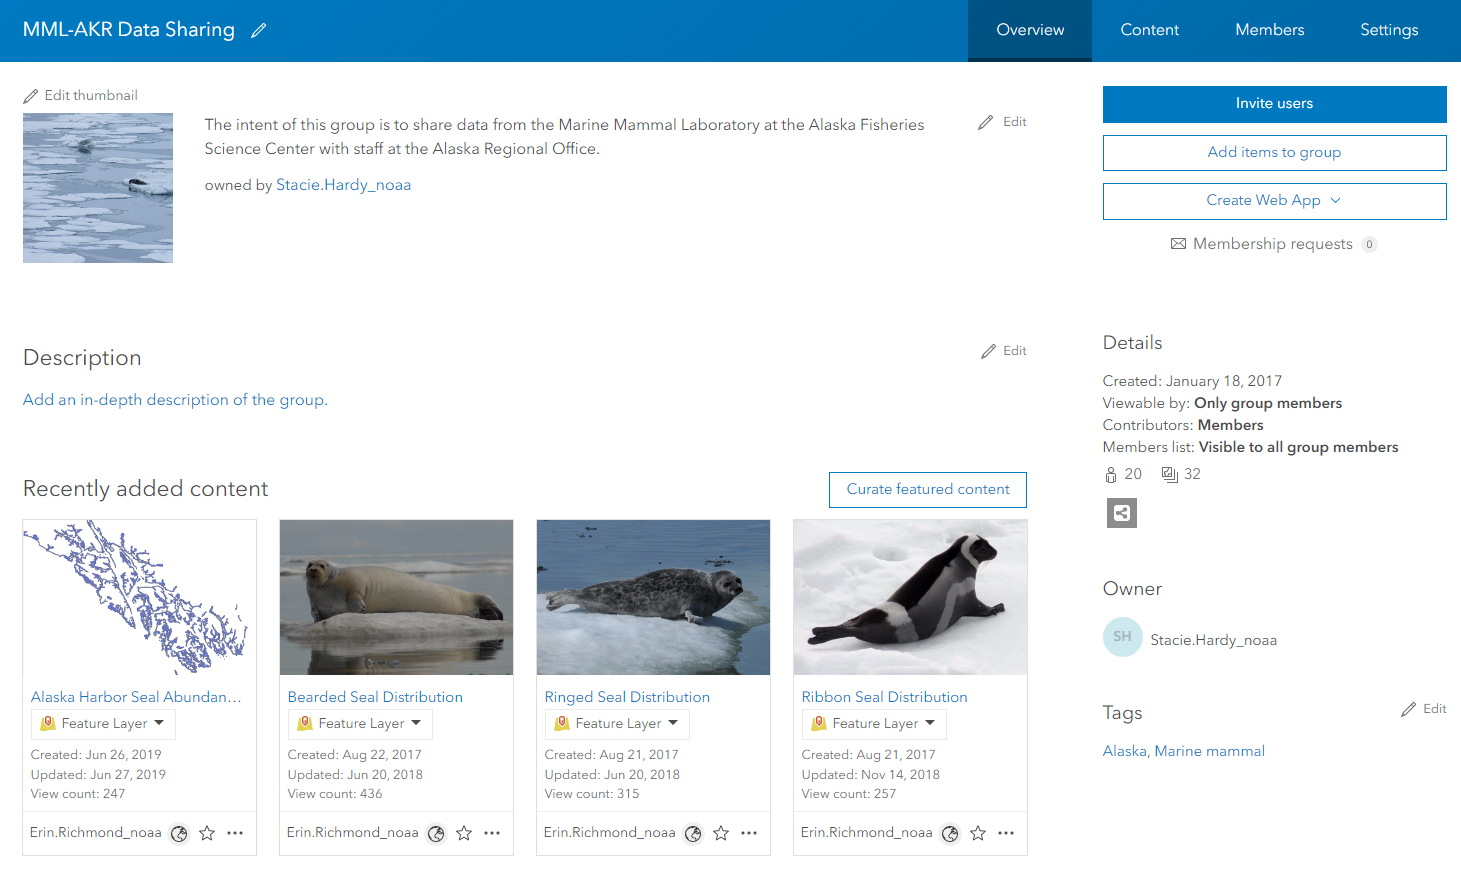 MML-AKR Data Sharing
Overview
Content
Members
Settings
Edit thumbnail
The intent of this group is to share data from the Marine Mammal Laboratory at the Alaska Fisheries
Science Center with staff at the Alaska Regional Office.
owned by Stacie.Hardy_noaa
Edit
Invite users
Add items to group
Create Web App
Membership requests 0
Description
Edit
Add an in-depth description of the group.
Details
Created: January 18, 2017
Viewable by: Only group members
Contributors: Members
Members list: Visible to all group members
20 32
Recently added content
Curate featured content
Alaska Harbor Seal Abundan...
Feature Layer
Created: Jun 26, 2019
Updated: Jun 27, 2019
View count: 247
Erin.Richmond_noaa
Bearded Seal Distribution
Feature Layer
Created: Aug 22, 2017
Updated: Jun 20, 2018
View count: 436
Erin.Richmond_noaa
Ringed Seal Distribution
Feature Layer
Created: Aug 21, 2017
Updated: Jun 20, 2018
View count: 315
Erin.Richmond_noaa
Ribbon Seal Distribution
Feature Layer
Created: Aug 21, 2017
Updated: Nov 14, 2018
View count: 257
Erin.Richmond_noaa
Owner
SH
Stacie.Hardy_noaa
Tags
Edit
Alaska, Marine mammal